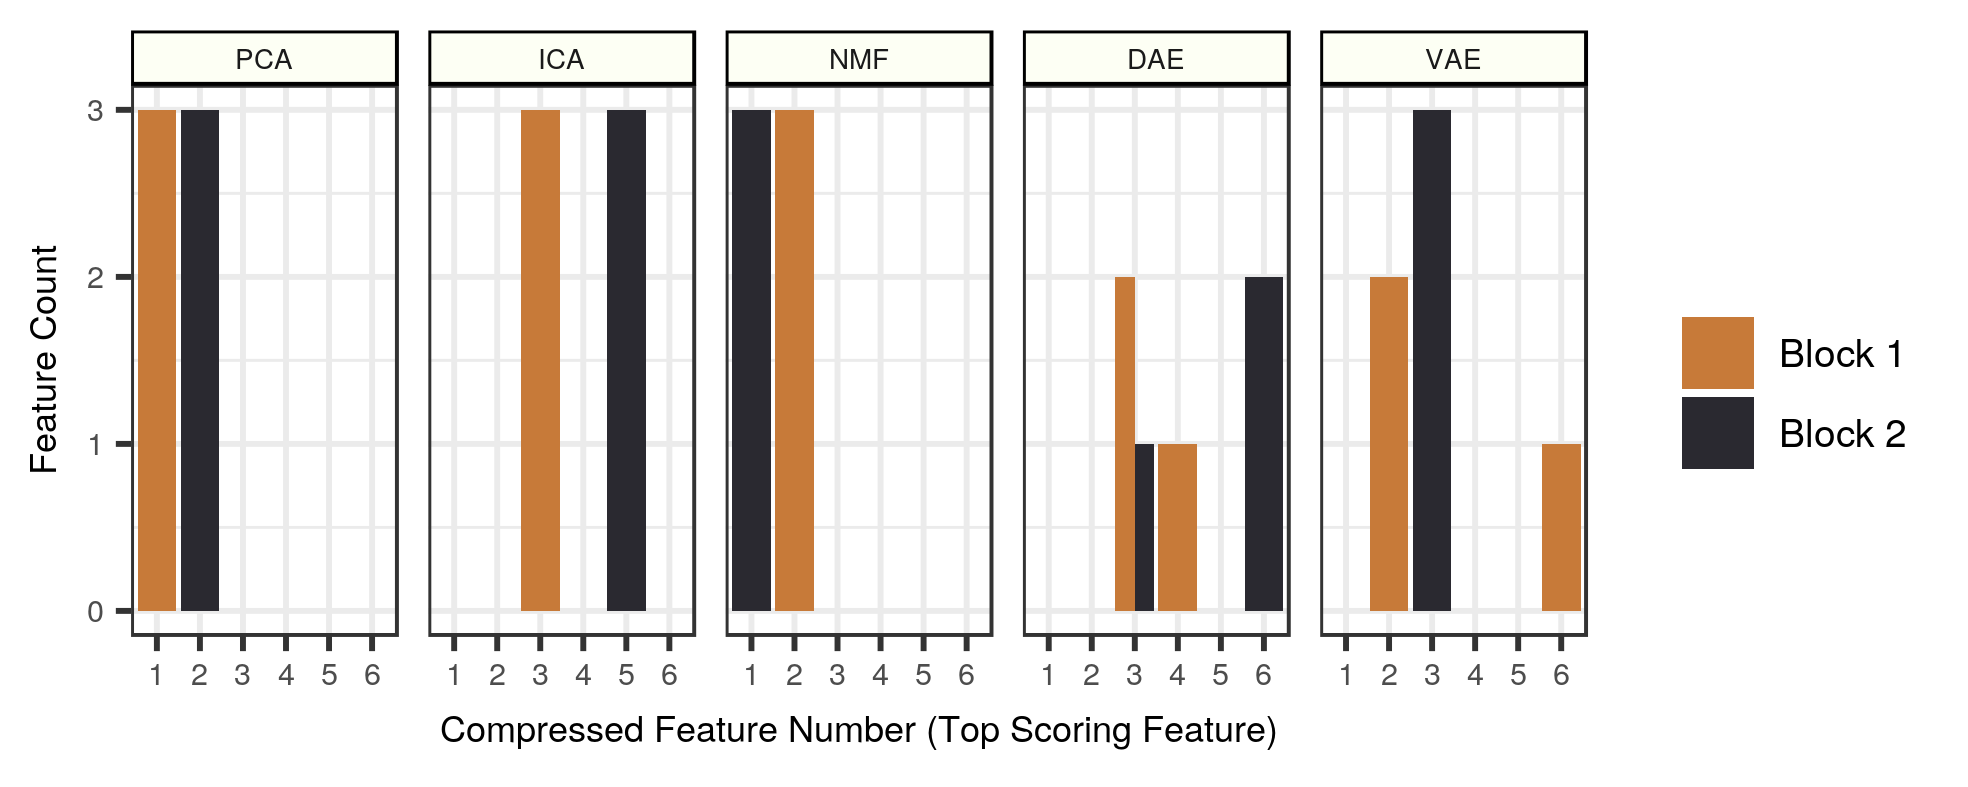 PCA ICA NMF DAE VAE
3
2
1
0
Feature Count
1 2 3 4 5 6 1 2 3 4 5 6 1 2 3 4 5 6 1 2 3 4 5 6 1 2 3 4 5 6
Compressed Feature Number (Top Scoring Feature)
Block 1
Block 2